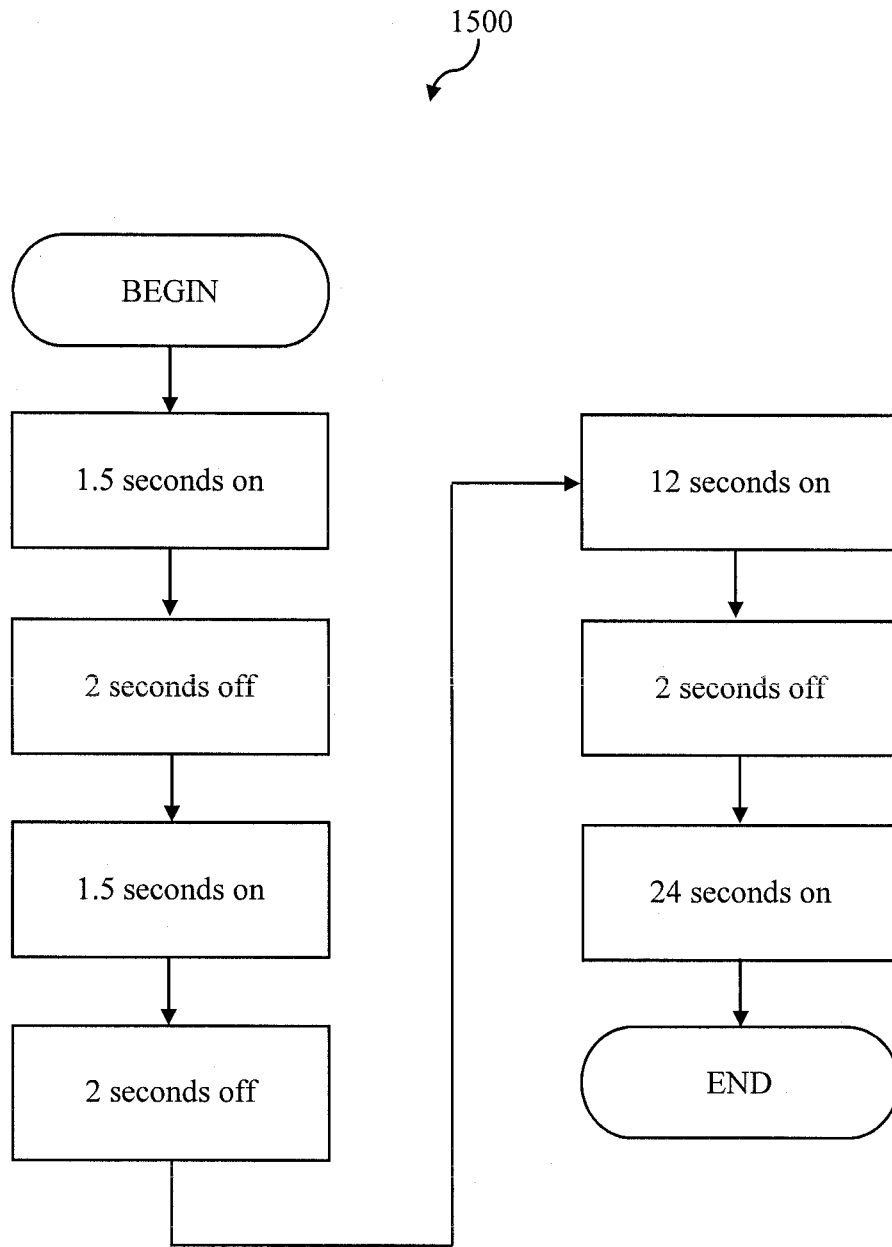 1500
BEGIN
1.5 seconds on
2 seconds off
1.5 seconds on
2 seconds off
12 seconds on
2 seconds off
24 seconds on
END